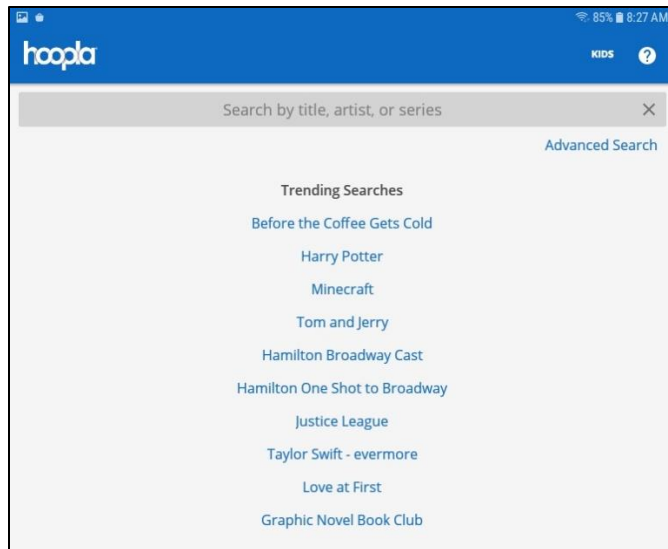 85% 8:27 AM
hoopla
KIDS ?
Search by title, artist, or series
Advanced Search
Trending Searches
Before the Coffee Gets Cold
Harry Potter
Minecraft
Tom and Jerry
Hamilton Broadway Cast
Hamilton One Shot to Broadway
Justice League
Taylor Swift - evermore
Love at First
Graphic Novel Book Club